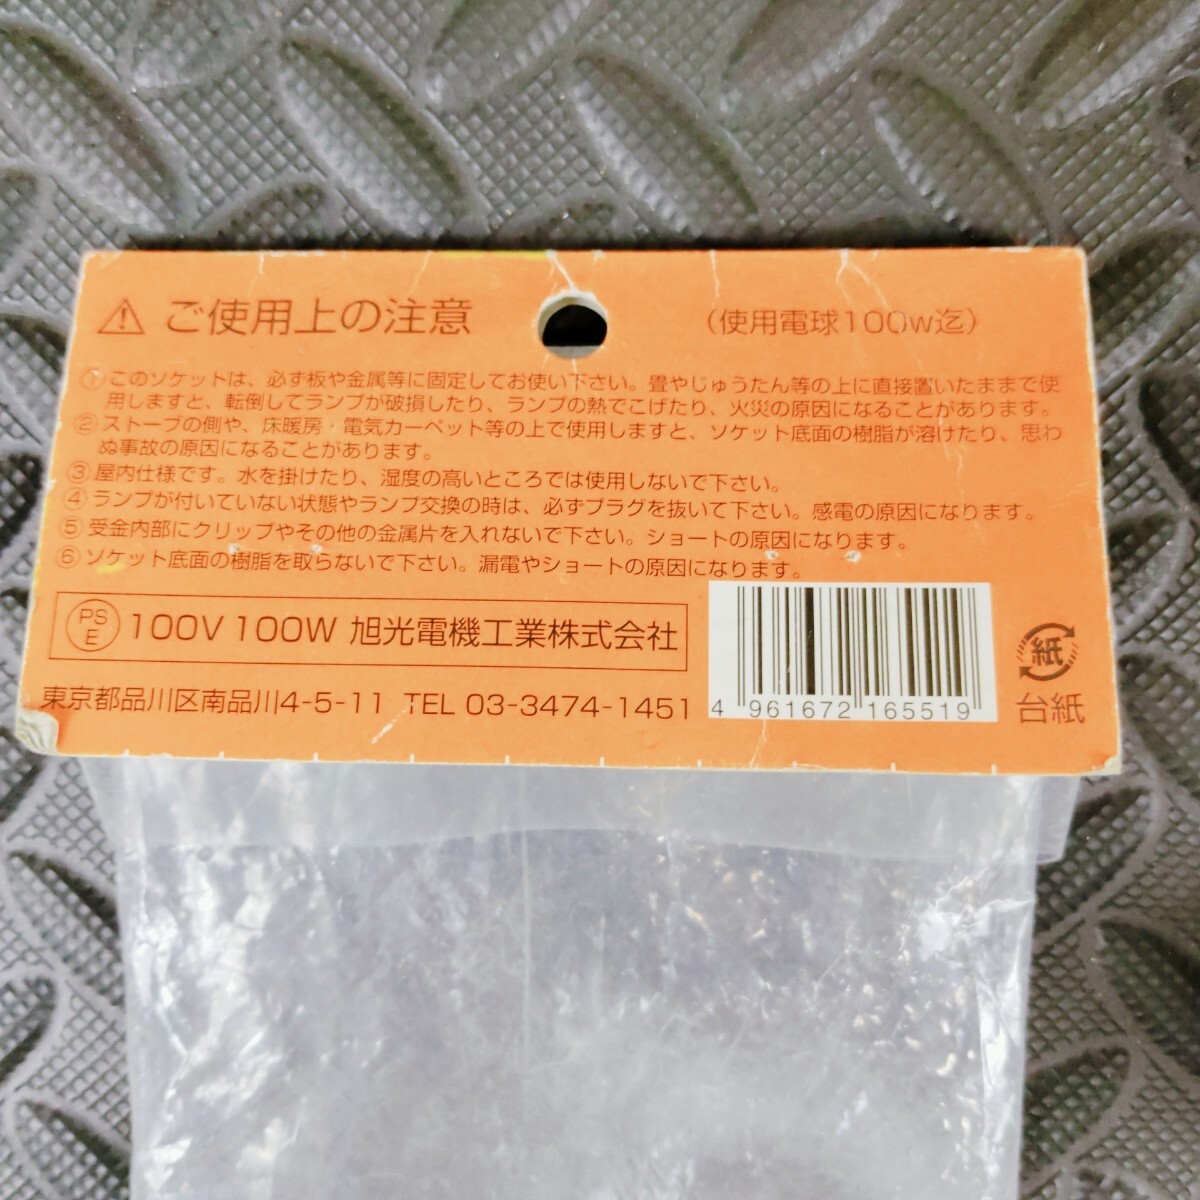 ⚠ ご使用上の注意 (使用電球100w迄)
①このソケットは、必ず板や金属等に固定してお使い下さい。畳やじゅうたん等の上に直接置いたままで使
用しますと、転倒してランプが破損したり、ランプの熱でこげたり、火災の原因になることがあります。
②ストーブの側や、床暖房・電気カーペット等の上で使用しますと、ソケット底面の樹脂が溶けたり、思わ
ぬ事故の原因になることがあります。
③屋内仕様です。水を掛けたり、湿度の高いところでは使用しないで下さい。
④ランプが付いていない状態やランプ交換の時は、必ずプラグを抜いて下さい。感電の原因になります。
⑤受金内部にクリップやその他の金属片を入れないで下さい。ショートの原因になります。
⑥ソケット底面の樹脂を取らないで下さい。漏電やショートの原因になります。
PS
E
100V 100W 旭光電機工業株式会社
東京都品川区南品川4-5-11 TEL 03-3474-1451
4 961672 165519
紙
台紙